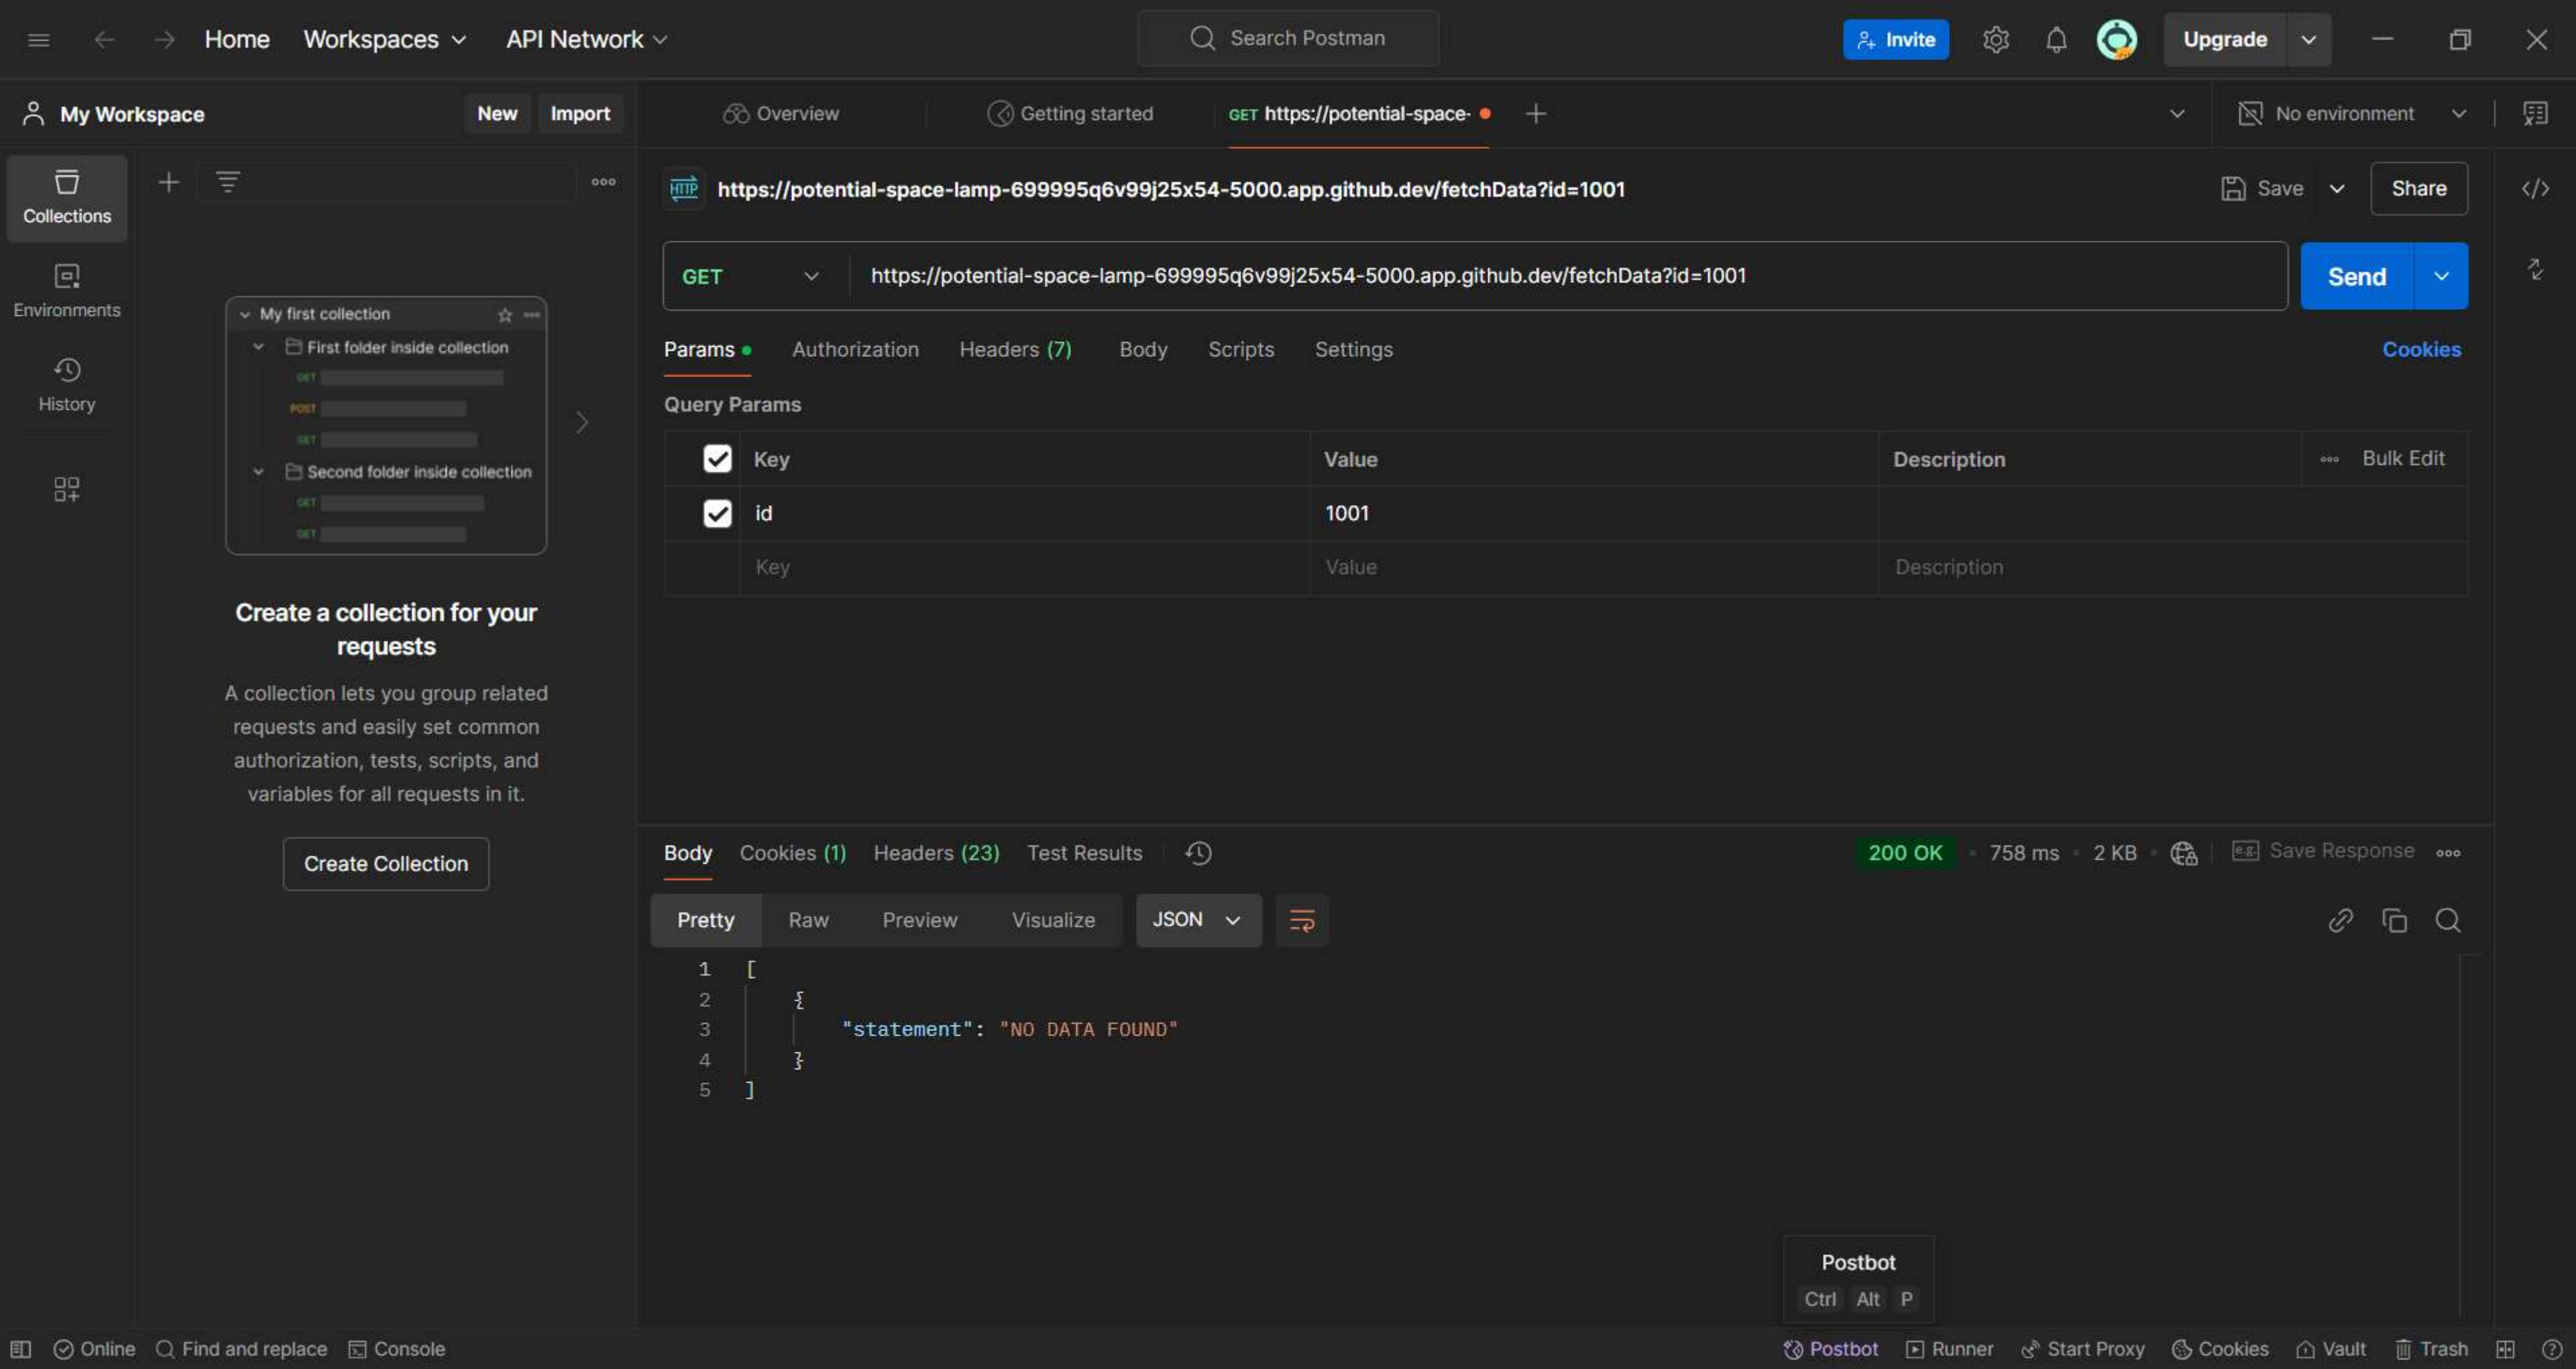 Home Workspaces API Network Search Postman Invite Upgrade
My Workspace New Import Overview Getting started GET https://potential-space- No environment
Collections
Environments
History
My first collection
First folder inside collection
GET
POST
GET
Second folder inside collection
GET
GET
Create a collection for your
requests
A collection lets you group related
requests and easily set common
authorization, tests, scripts, and
variables for all requests in it.
Create Collection
HTTP https://potential-space-lamp-699995q6v99j25x54-5000.app.github.dev/fetchData?id=1001 Save Share
GET https://potential-space-lamp-699995q6v99j25x54-5000.app.github.dev/fetchData?id=1001 Send
Params Authorization Headers (7) Body Scripts Settings Cookies
Query Params
Key Value Description Bulk Edit
id 1001
Key Value Description
Body Cookies (1) Headers (23) Test Results 200 OK 758 ms 2 KB e.g. Save Response
Pretty Raw Preview Visualize JSON
1 [
2 {
3 "statement": "NO DATA FOUND"
4 }
5 ]
Postbot
Ctrl Alt P
Online Find and replace Console Postbot Runner Start Proxy Cookies Vault Trash